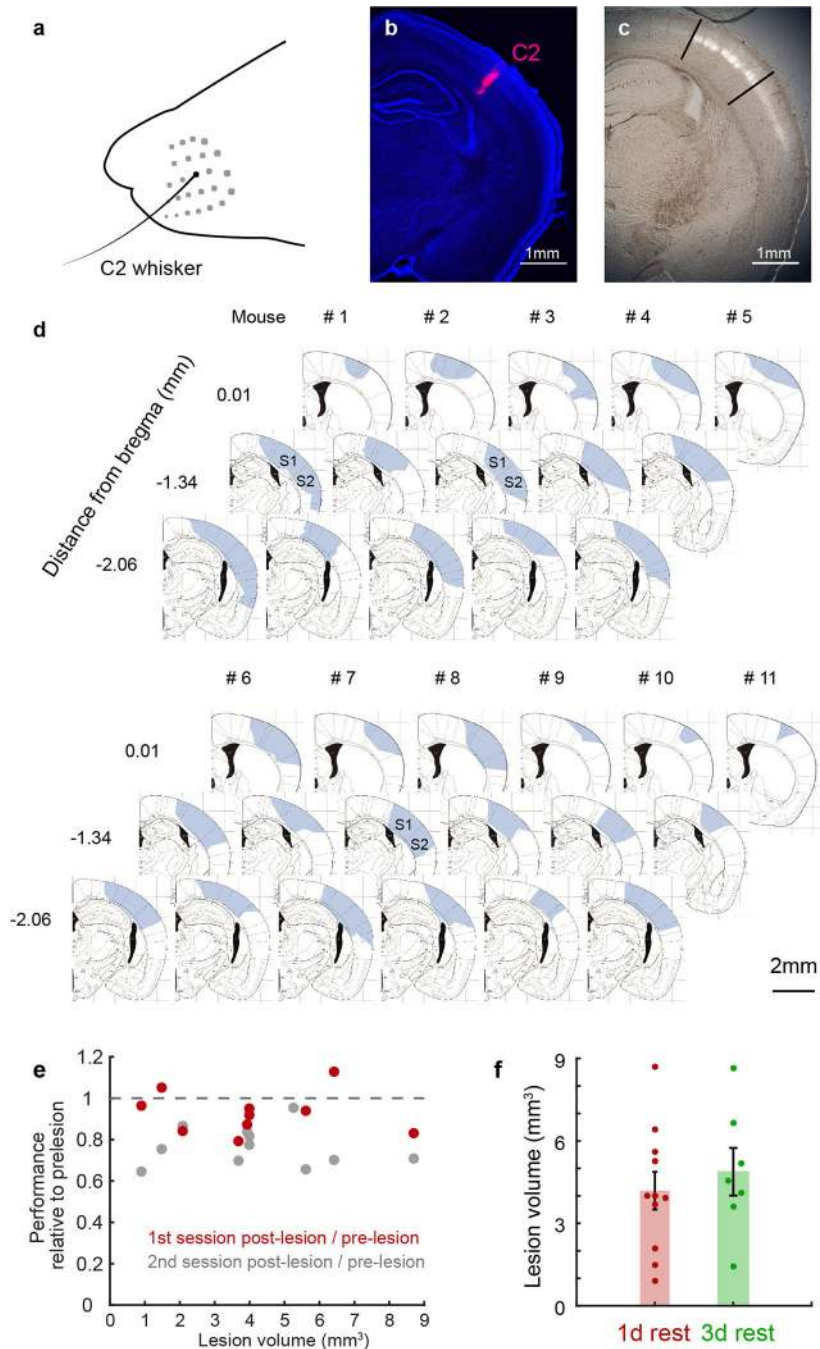 a
C2 whisker
b
C2
1mm
c
1mm
d
Mouse # 1 # 2 # 3 # 4 # 5
Distance from bregma (mm)
0.01
-1.34
S1
S2
S1
S2
-2.06
# 6 # 7 # 8 # 9 # 10 # 11
0.01
-1.34
S1
S2
-2.06
2mm
e
Performance
relative to prelesion
1.2
1
0.8
0.6
0.4
0.2
0
1st session post-lesion / pre-lesion
2nd session post-lesion / pre-lesion
1 2 3 4 5 6 7 8 9
Lesion volume (mm³)
f
Lesion volume (mm³)
9
6
3
0
1d rest 3d rest